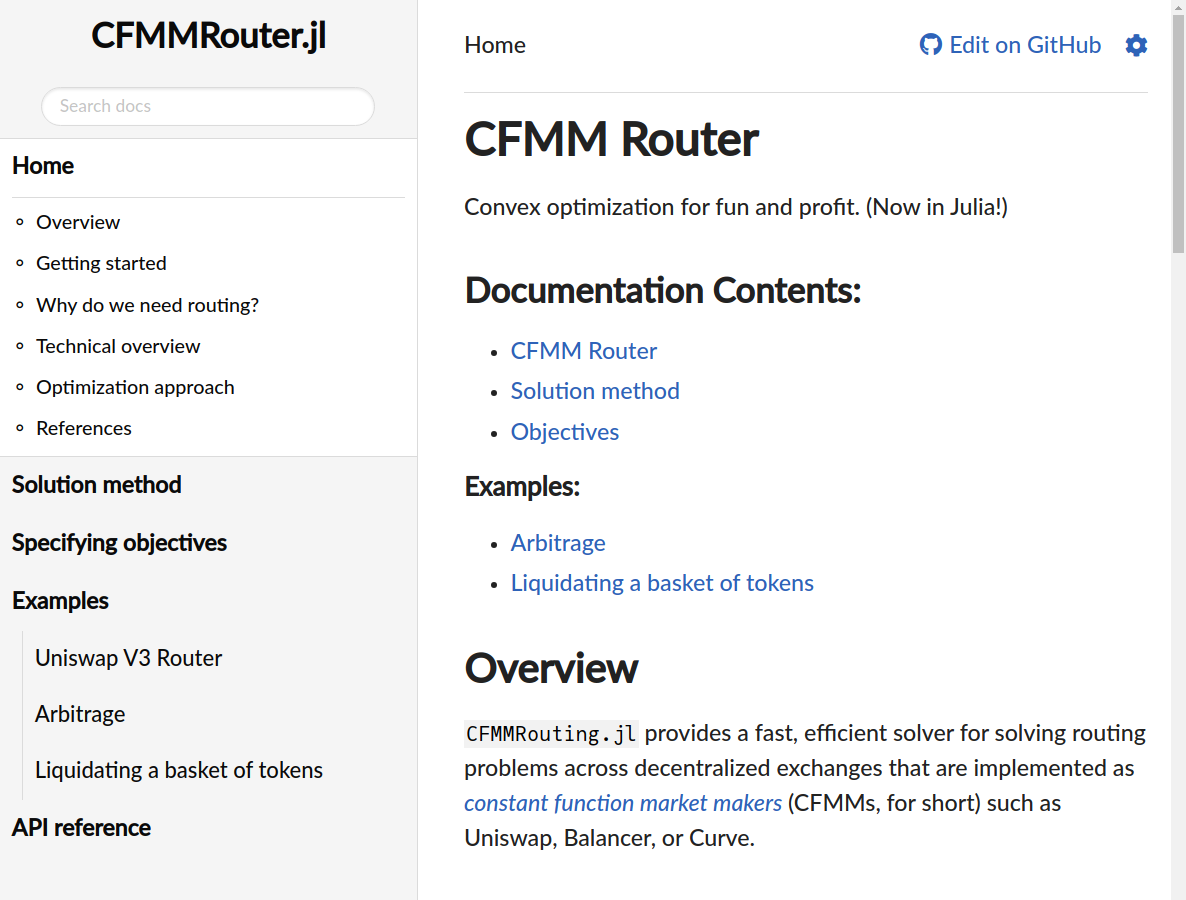 CFMMRouter.jl
Search docs
Home
Overview
Getting started
Why do we need routing?
Technical overview
Optimization approach
References
Solution method
Specifying objectives
Examples
Uniswap V3 Router
Arbitrage
Liquidating a basket of tokens
API reference
Home
Edit on GitHub
CFMM Router
Convex optimization for fun and profit. (Now in Julia!)
Documentation Contents:
CFMM Router
Solution method
Objectives
Examples:
Arbitrage
Liquidating a basket of tokens
Overview
CFMMRouting.jl provides a fast, efficient solver for solving routing
problems across decentralized exchanges that are implemented as
constant function market makers (CFMMs, for short) such as
Uniswap, Balancer, or Curve.